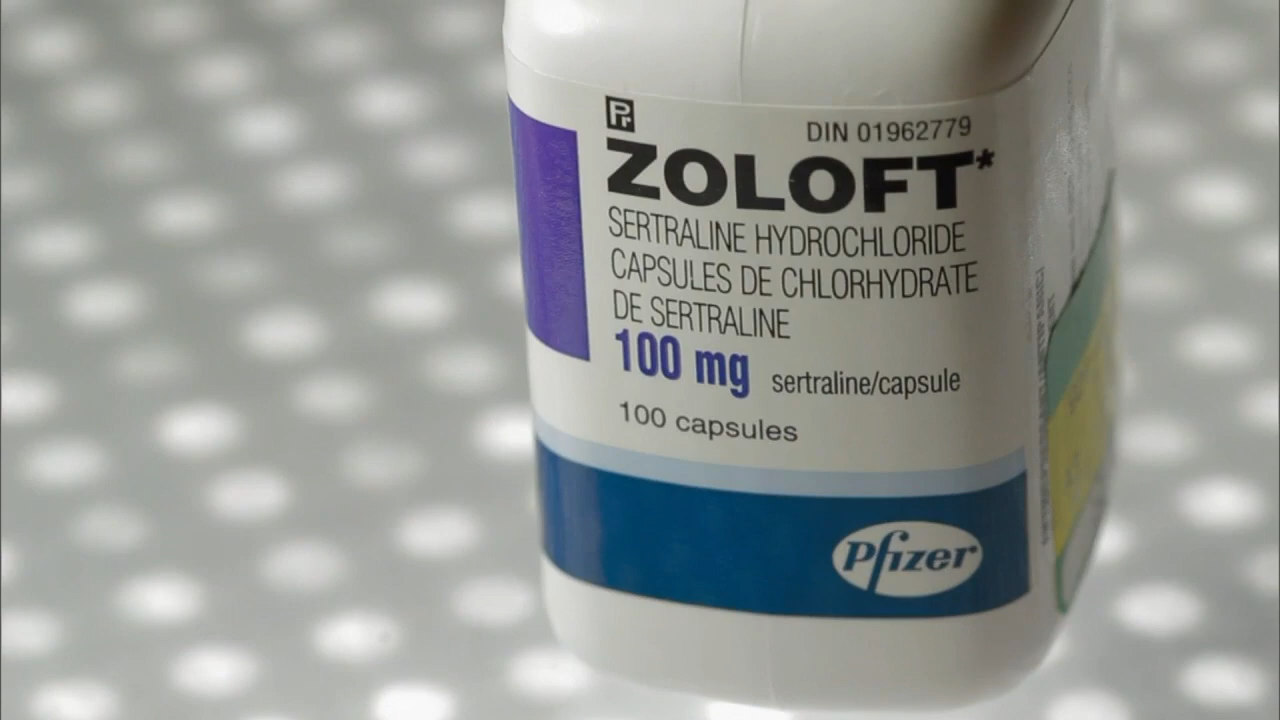 Pr
DIN 01962779
ZOLOFT*
SERTRALINE HYDROCHLORIDE
CAPSULES DE CHLORHYDRATE
DE SERTRALINE
100 mg sertraline/capsule
100 capsules
Pfizer